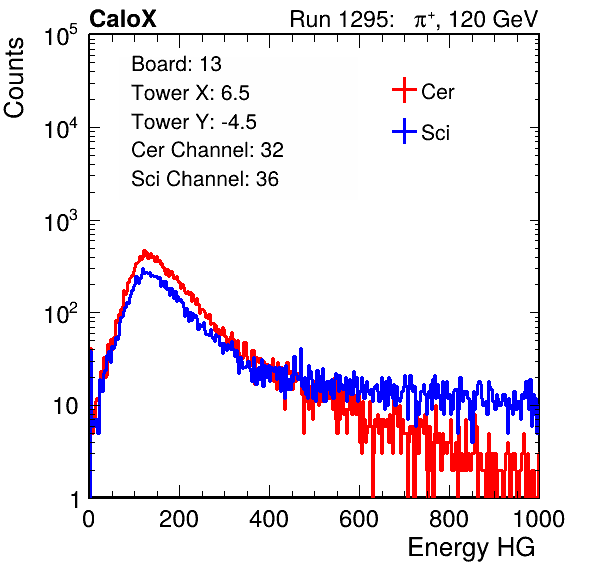 CaloX Run 1295: π⁺, 120 GeV
Counts
10⁵
10⁴
10³
10²
10
1
Board: 13
Tower X: 6.5
Tower Y: -4.5
Cer Channel: 32
Sci Channel: 36
Cer
Sci
0 200 400 600 800 1000
Energy HG